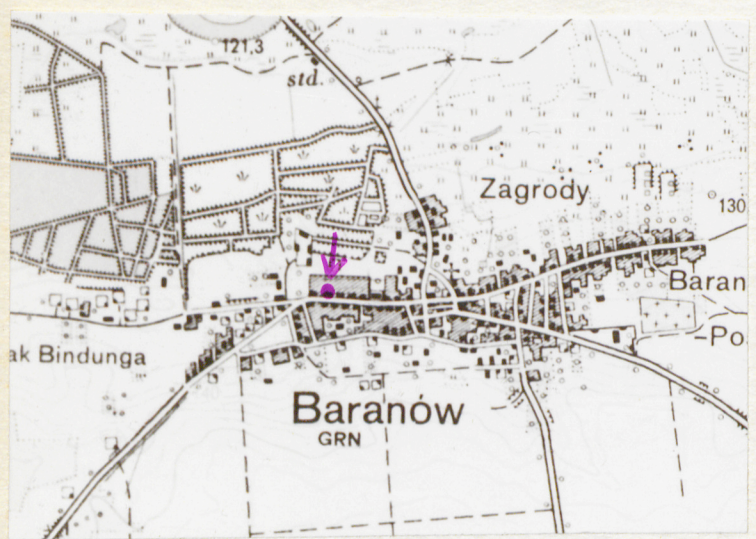 121,3
std.
Zagrody
130
Baran
ak Bindunga
Po
Baranów
GRN